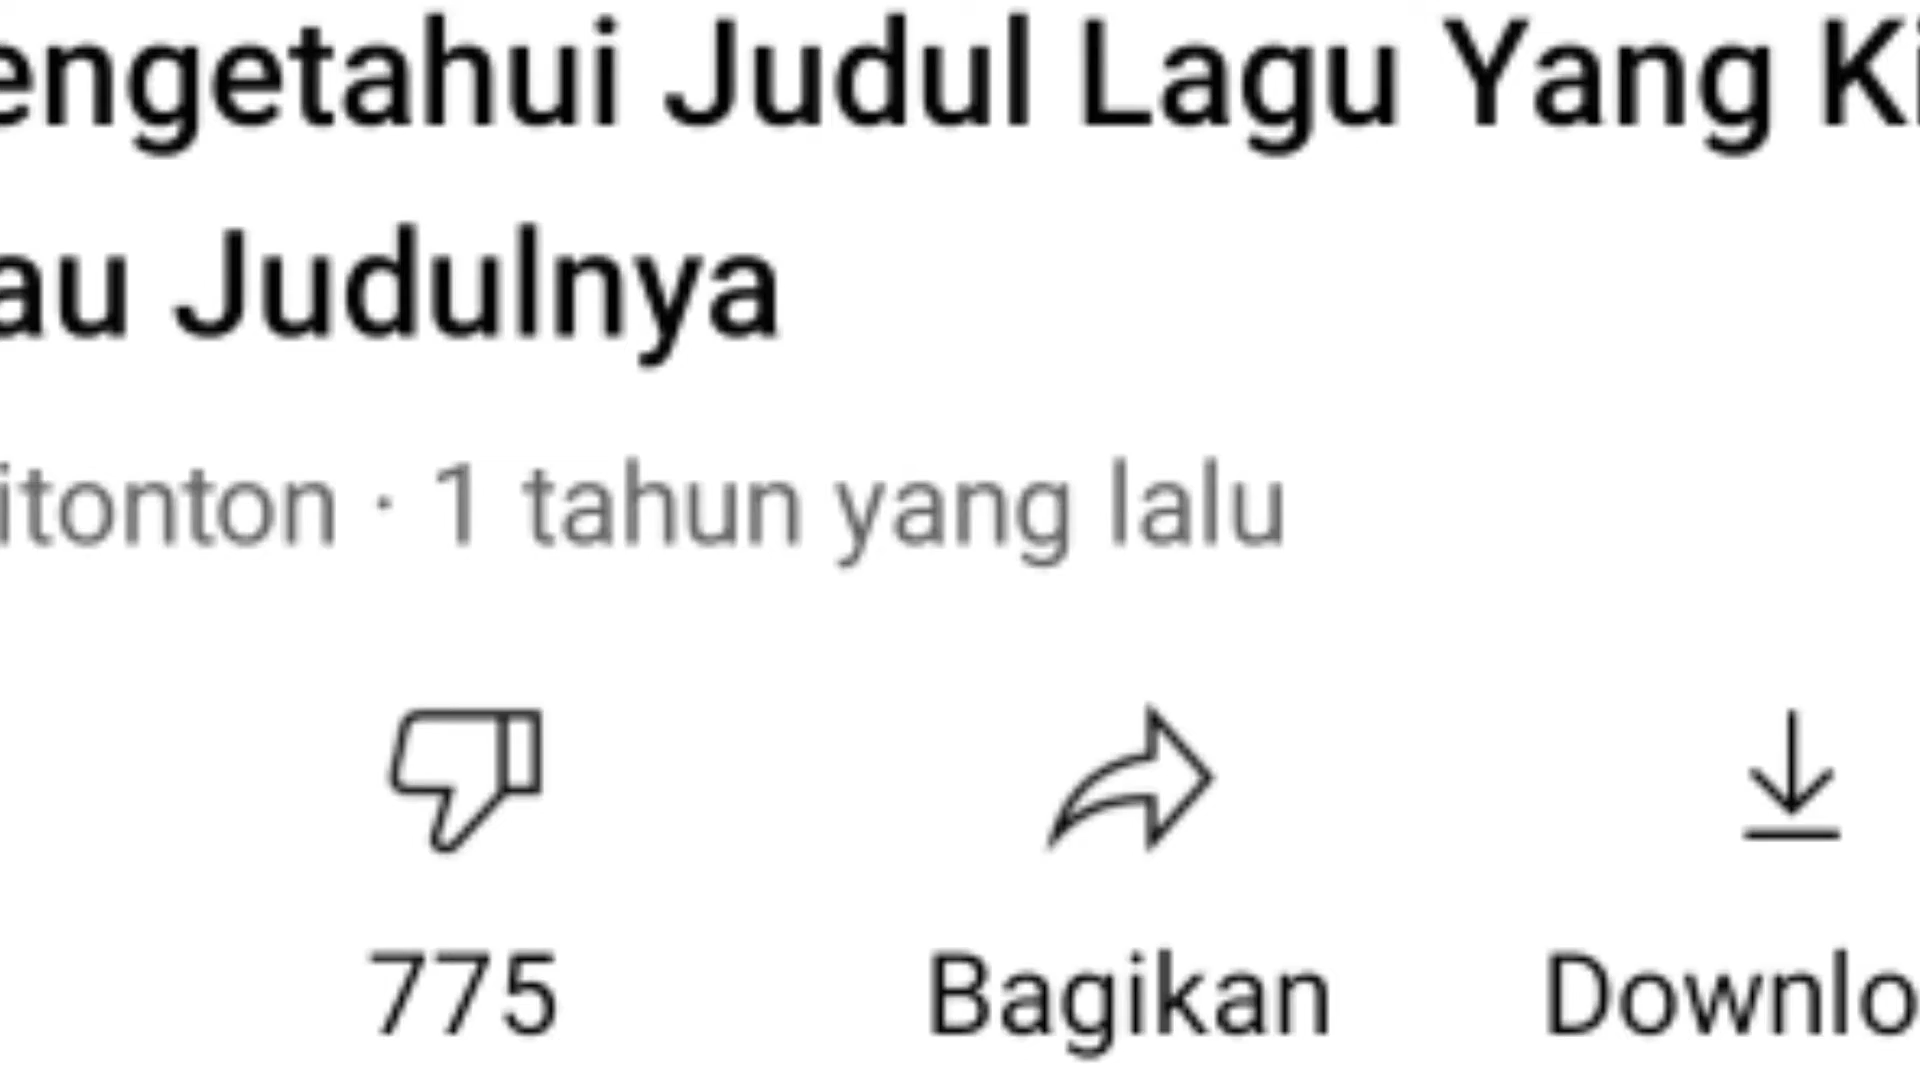 engetahui Judul Lagu Yang Ki
au Judulnya
itonton · 1 tahun yang lalu
775 Bagikan Downlo